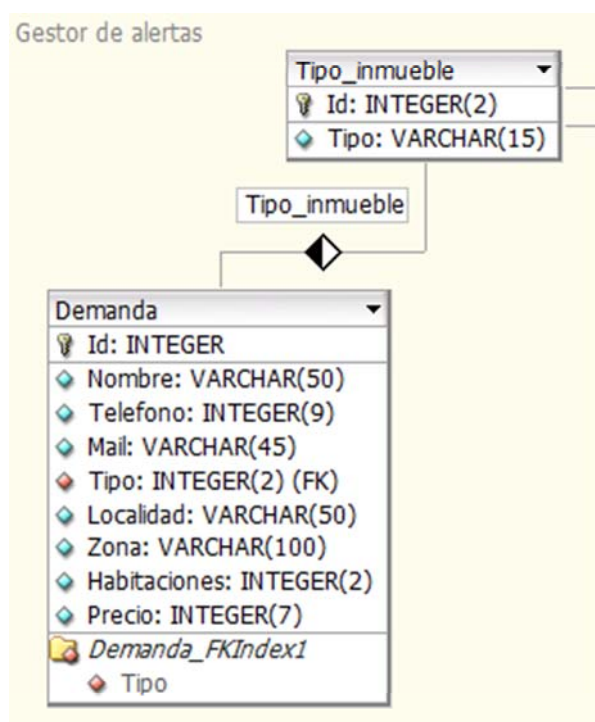 Gestor de alertas
Tipo_inmueble
Id: INTEGER(2)
Tipo: VARCHAR(15)
Tipo_inmueble
Demanda
Id: INTEGER
Nombre: VARCHAR(50)
Telefono: INTEGER(9)
Mail: VARCHAR(45)
Tipo: INTEGER(2) (FK)
Localidad: VARCHAR(50)
Zona: VARCHAR(100)
Habitaciones: INTEGER(2)
Precio: INTEGER(7)
Demanda_FKIndex1
Tipo